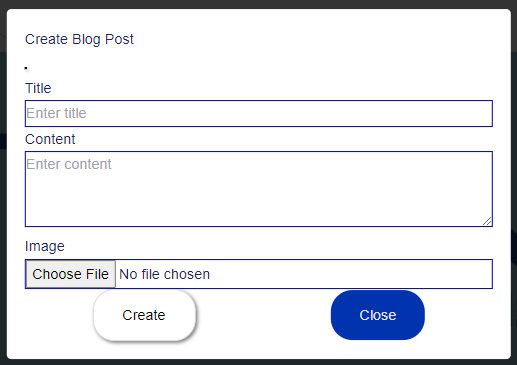 Create Blog Post
Title
Enter title
Content
Enter content
Image
Choose File No file chosen
Create Close